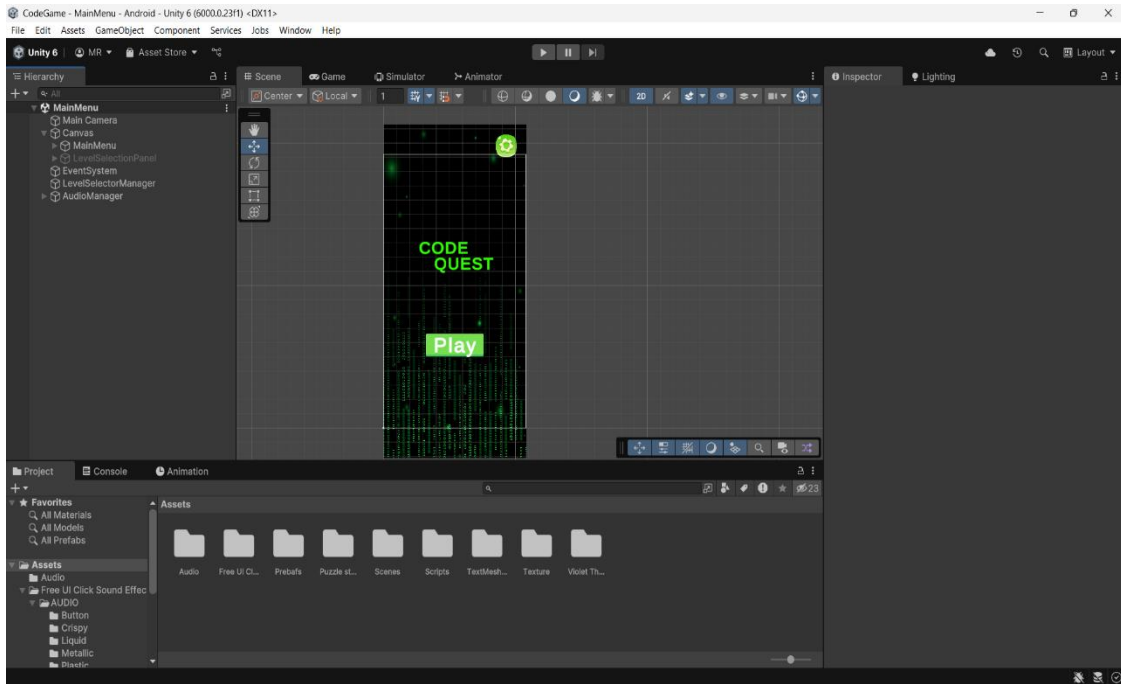 CodeGame - MainMenu - Android - Unity 6 (6000.0.23f1) <DX11>
File Edit Assets GameObject Component Services Jobs Window Help
Unity 6 MR Asset Store Layout
Hierarchy Scene Game Simulator Animator Inspector Lighting
All Center Local 1 2D
MainMenu
Main Camera
Canvas
MainMenu
LevelSelectionPanel
EventSystem
LevelSelectorManager
AudioManager
CODE
QUEST
Play
Project Console Animation
23
Favorites
All Materials
All Models
All Prefabs
Assets
Audio
Free UI Click Sound Effec
AUDIO
Button
Crispy
Liquid
Metallic
Plastic
Assets
Audio Free UI Cl... Prebafs Puzzle st... Scenes Scripts TextMesh... Texture Violet Th...